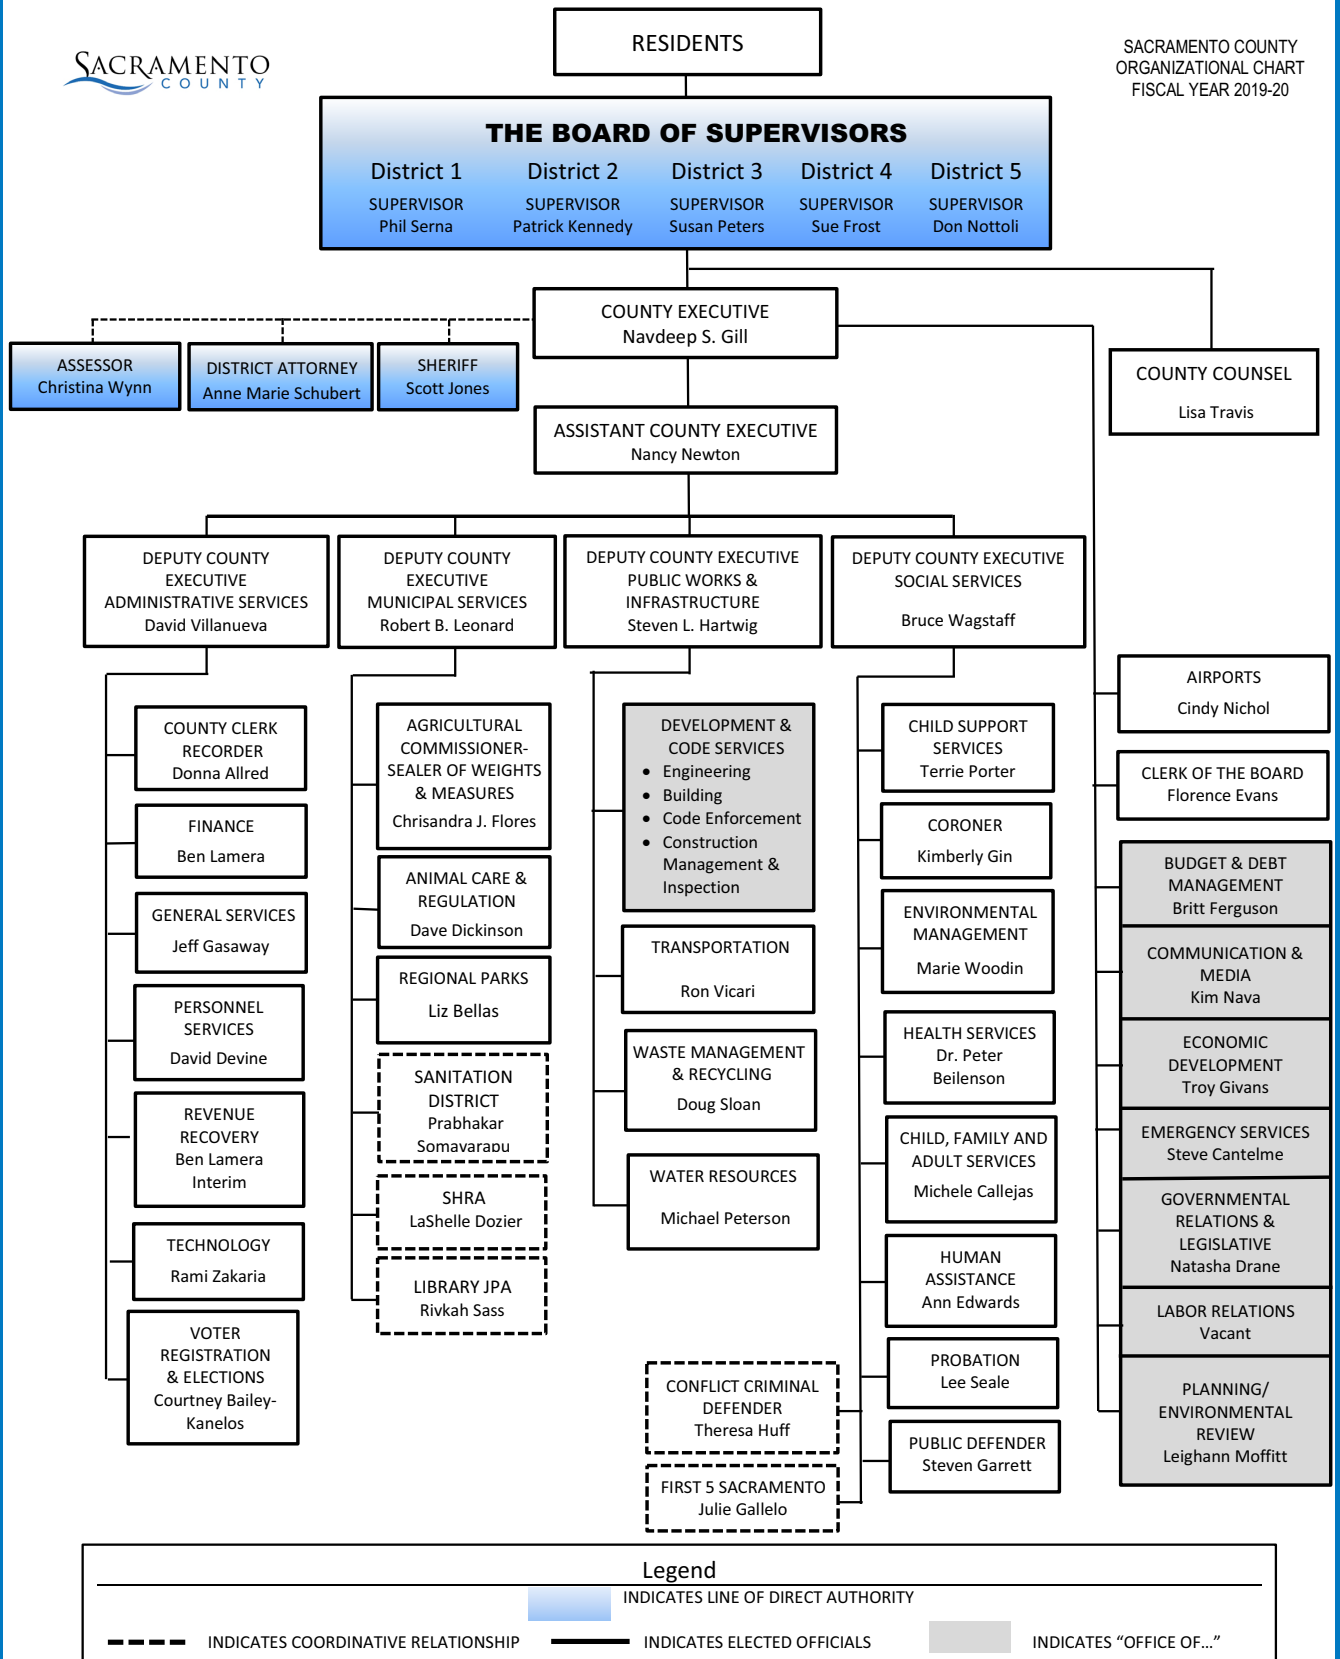 SACRAMENTO
COUNTY
SACRAMENTO COUNTY
ORGANIZATIONAL CHART
FISCAL YEAR 2019-20
RESIDENTS
THE BOARD OF SUPERVISORS
District 1
SUPERVISOR
Phil Serna
District 2
SUPERVISOR
Patrick Kennedy
District 3
SUPERVISOR
Susan Peters
District 4
SUPERVISOR
Sue Frost
District 5
SUPERVISOR
Don Nottoli
COUNTY EXECUTIVE
Navdeep S. Gill
ASSESSOR
Christina Wynn
DISTRICT ATTORNEY
Anne Marie Schubert
SHERIFF
Scott Jones
COUNTY COUNSEL
Lisa Travis
ASSISTANT COUNTY EXECUTIVE
Nancy Newton
DEPUTY COUNTY
EXECUTIVE
ADMINISTRATIVE SERVICES
David Villanueva
DEPUTY COUNTY
EXECUTIVE
MUNICIPAL SERVICES
Robert B. Leonard
DEPUTY COUNTY EXECUTIVE
PUBLIC WORKS &
INFRASTRUCTURE
Steven L. Hartwig
DEPUTY COUNTY EXECUTIVE
SOCIAL SERVICES
Bruce Wagstaff
COUNTY CLERK
RECORDER
Donna Allred
FINANCE
Ben Lamera
GENERAL SERVICES
Jeff Gasaway
PERSONNEL
SERVICES
David Devine
REVENUE
RECOVERY
Ben Lamera
Interim
TECHNOLOGY
Rami Zakaria
VOTER
REGISTRATION
& ELECTIONS
Courtney Bailey-
Kanelos
AGRICULTURAL
COMMISSIONER-
SEALER OF WEIGHTS
& MEASURES
Chrisandra J. Flores
ANIMAL CARE &
REGULATION
Dave Dickinson
REGIONAL PARKS
Liz Bellas
SANITATION
DISTRICT
Prabhakar
Somavarapu
SHRA
LaShelle Dozier
LIBRARY JPA
Rivkah Sass
DEVELOPMENT &
CODE SERVICES
• Engineering
• Building
• Code Enforcement
• Construction
Management &
Inspection
TRANSPORTATION
Ron Vicari
WASTE MANAGEMENT
& RECYCLING
Doug Sloan
WATER RESOURCES
Michael Peterson
CHILD SUPPORT
SERVICES
Terrie Porter
CORONER
Kimberly Gin
ENVIRONMENTAL
MANAGEMENT
Marie Woodin
HEALTH SERVICES
Dr. Peter
Beilenson
CHILD, FAMILY AND
ADULT SERVICES
Michele Callejas
HUMAN
ASSISTANCE
Ann Edwards
PROBATION
Lee Seale
PUBLIC DEFENDER
Steven Garrett
CONFLICT CRIMINAL
DEFENDER
Theresa Huff
FIRST 5 SACRAMENTO
Julie Gallelo
AIRPORTS
Cindy Nichol
CLERK OF THE BOARD
Florence Evans
BUDGET & DEBT
MANAGEMENT
Britt Ferguson
COMMUNICATION &
MEDIA
Kim Nava
ECONOMIC
DEVELOPMENT
Troy Givans
EMERGENCY SERVICES
Steve Cantelme
GOVERNMENTAL
RELATIONS &
LEGISLATIVE
Natasha Drane
LABOR RELATIONS
Vacant
PLANNING/
ENVIRONMENTAL
REVIEW
Leighann Moffitt
Legend
INDICATES LINE OF DIRECT AUTHORITY
INDICATES COORDINATIVE RELATIONSHIP
INDICATES ELECTED OFFICIALS
INDICATES “OFFICE OF...”